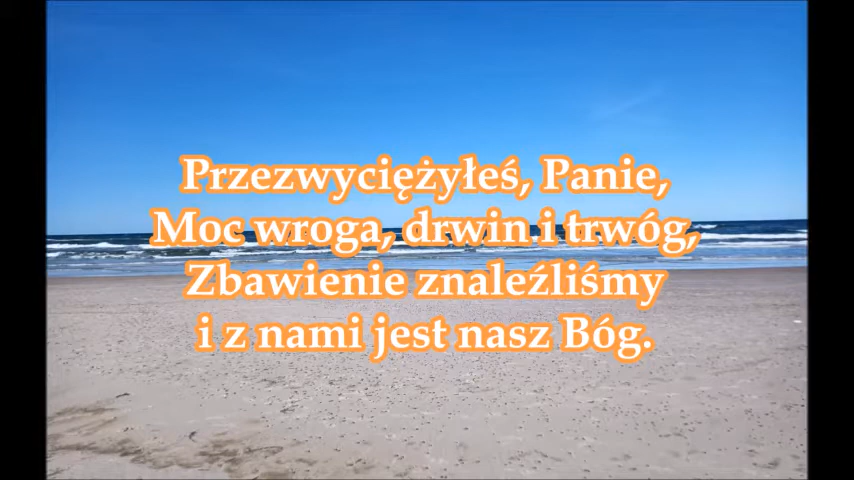 Przezwyciężyłeś, Panie,
Moc wroga, drwin i trwóg,
Zbawienie znaleźliśmy
i z nami jest nasz Bóg.